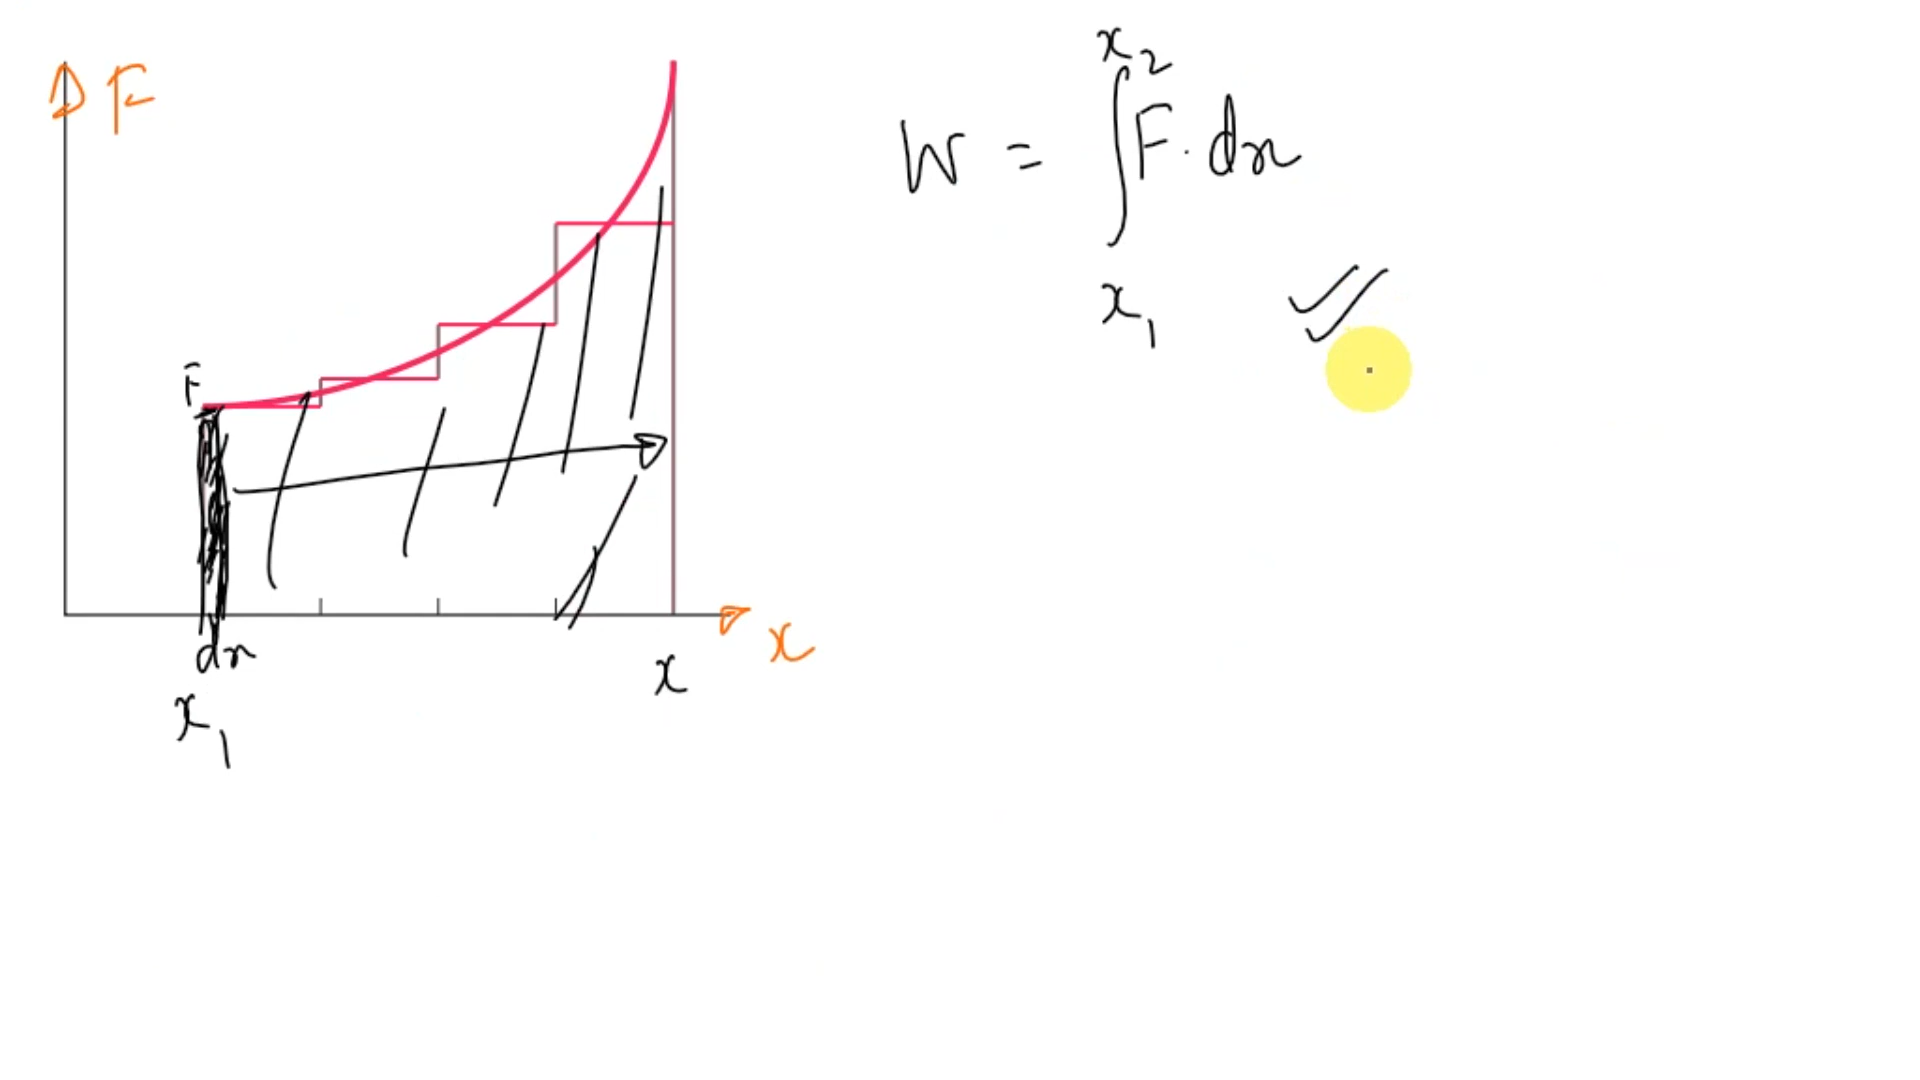 F
F
dx
x
x₁
x
x₂
W = ∫ F · dx
x₁